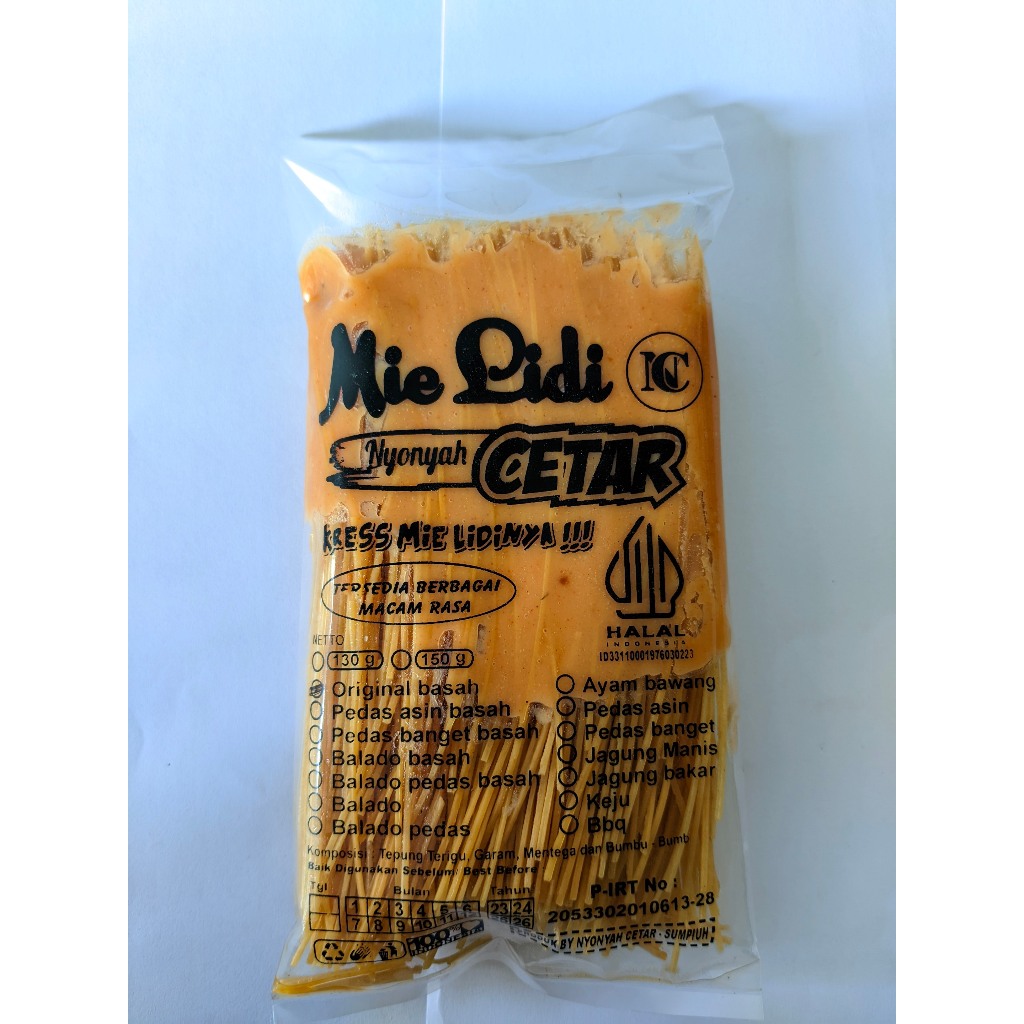 Mie Lidi
NC
Nyonyah CETAR
KRESS MiE LiDiNYA !!!
TERSEDIA BERBAGAI
MACAM RASA
HALAL
INDONESIA
ID33110001976030223
NETTO
130 g 150 g
Original basah
Pedas asin basah
Pedas banget basah
Balado basah
Balado pedas basah
Balado
Balado pedas
Ayam bawang
Pedas asin
Pedas banget
Jagung Manis
Jagung bakar
Keju
Bbq
Komposisi : Tepung Terigu, Garam, Mentega dan Bumbu - Bumb
Baik Digunakan Sebelum/ Best Before
Tgl Bulan Tahun
1 2 3 4 5 6 23 24
7 8 9 10 11 26
100%
P-IRT No :
2053302010613-28
BY NYONYAH CETAR - SUMPIUH